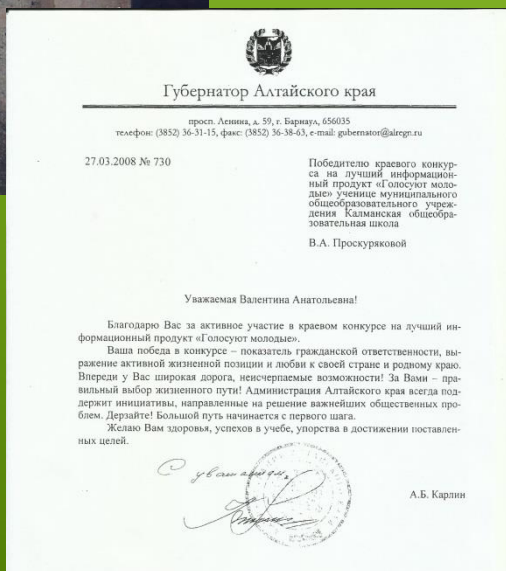 Губернатор Алтайского края
просп. Ленина, д. 59, г. Барнаул, 656035
телефон: (3852) 36-31-15, факс: (3852) 36-38-63, e-mail: gubernator@alregn.ru
27.03.2008 № 730
Победителю краевого конкур-
са на лучший информацион-
ный продукт «Голосуют моло-
дые» ученице муниципального
общеобразовательного учреж-
дения Калманская общеобра-
зовательная школа
В.А. Проскуряковой
Уважаемая Валентина Анатольевна!
Благодарю Вас за активное участие в краевом конкурсе на лучший ин-
формационный продукт «Голосуют молодые».
Ваша победа в конкурсе – показатель гражданской ответственности, вы-
ражение активной жизненной позиции и любви к своей стране и родному краю.
Впереди у Вас широкая дорога, неисчерпаемые возможности! За Вами – пра-
вильный выбор жизненного пути! Администрация Алтайского края всегда под-
держит инициативы, направленные на решение важнейших общественных про-
блем. Дерзайте! Большой путь начинается с первого шага.
Желаю Вам здоровья, успехов в учебе, упорства в достижении поставлен-
ных целей.
С уважением,
А.Б. Карлин